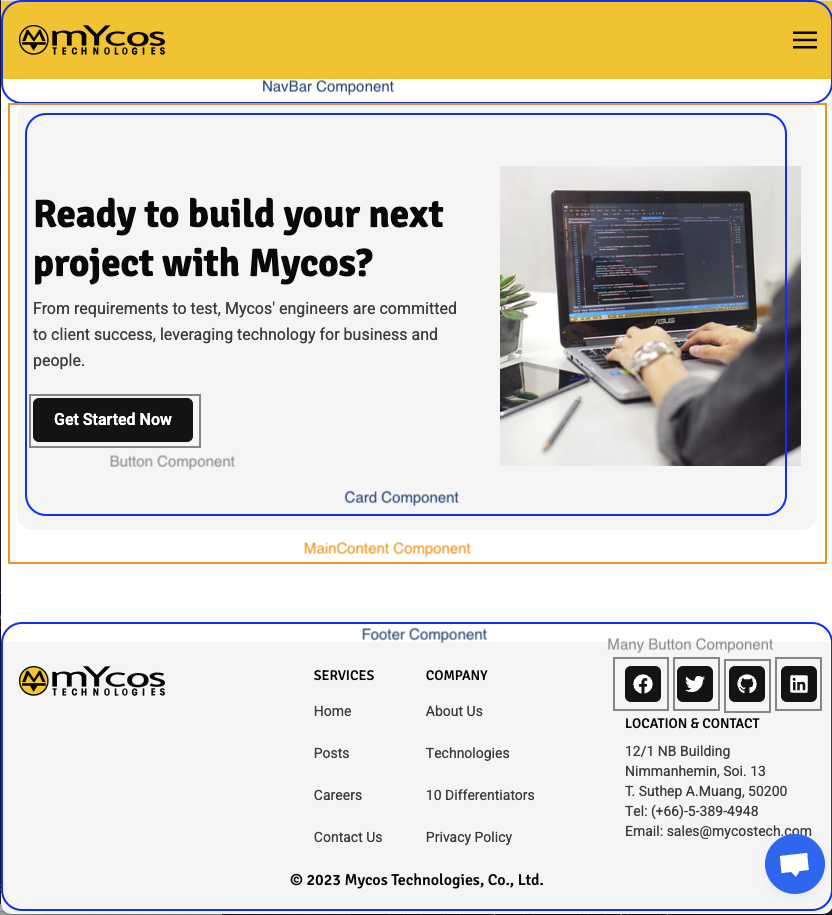 mYcos
TECHNOLOGIES
NavBar Component
Ready to build your next
project with Mycos?
From requirements to test, Mycos' engineers are committed
to client success, leveraging technology for business and
people.
ASUS
Get Started Now
Button Component
Card Component
MainContent Component
Footer Component
Many Button Component
mYcos
TECHNOLOGIES
SERVICES
Home
Posts
Careers
Contact Us
COMPANY
About Us
Technologies
10 Differentiators
Privacy Policy
LOCATION & CONTACT
12/1 NB Building
Nimmanhemin, Soi. 13
T. Suthep A.Muang, 50200
Tel: (+66)-5-389-4948
Email: sales@mycostech.com
© 2023 Mycos Technologies, Co., Ltd.